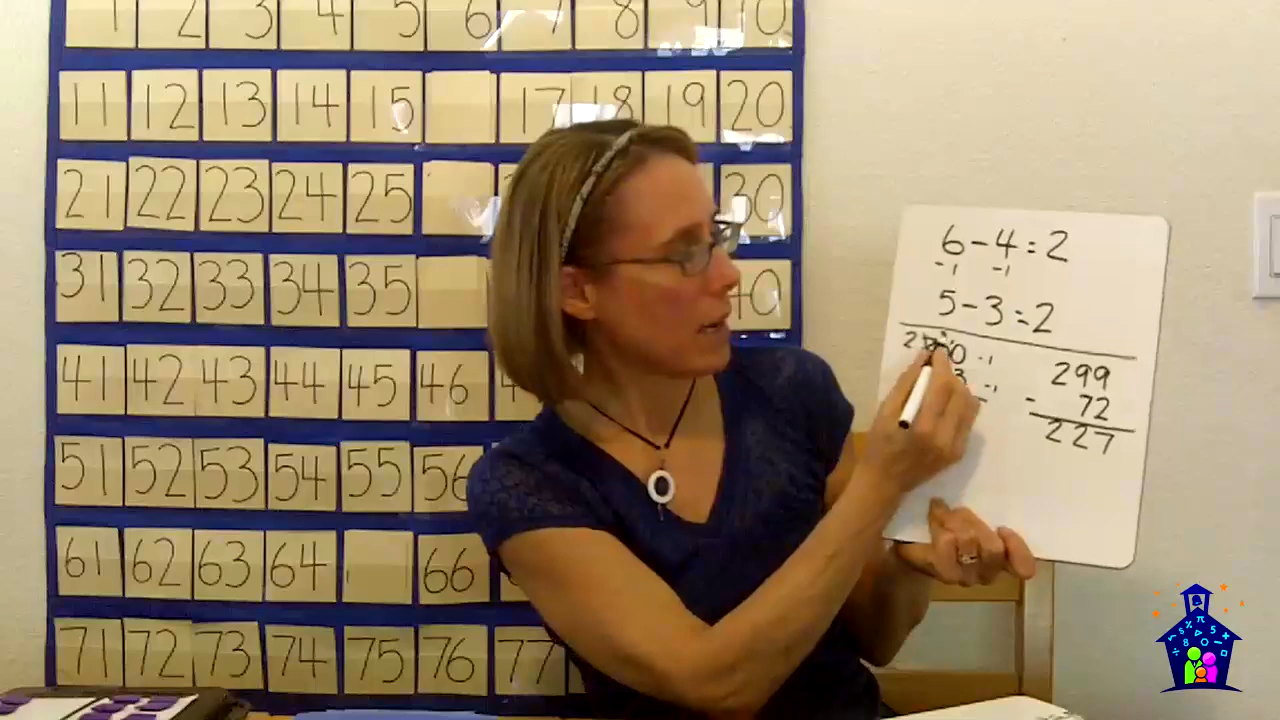 1 2 3 4 5 6 7 8 9 10
11 12 13 14 15 17 18 19 20
21 22 23 24 25 30
31 32 33 34 35 40
41 42 43 44 45 46
51 52 53 54 55 56
61 62 63 64 66
71 72 73 74 75 76 77
6 - 4 = 2
-1 -1
5 - 3 = 2
-1
-1
299
- 72
227